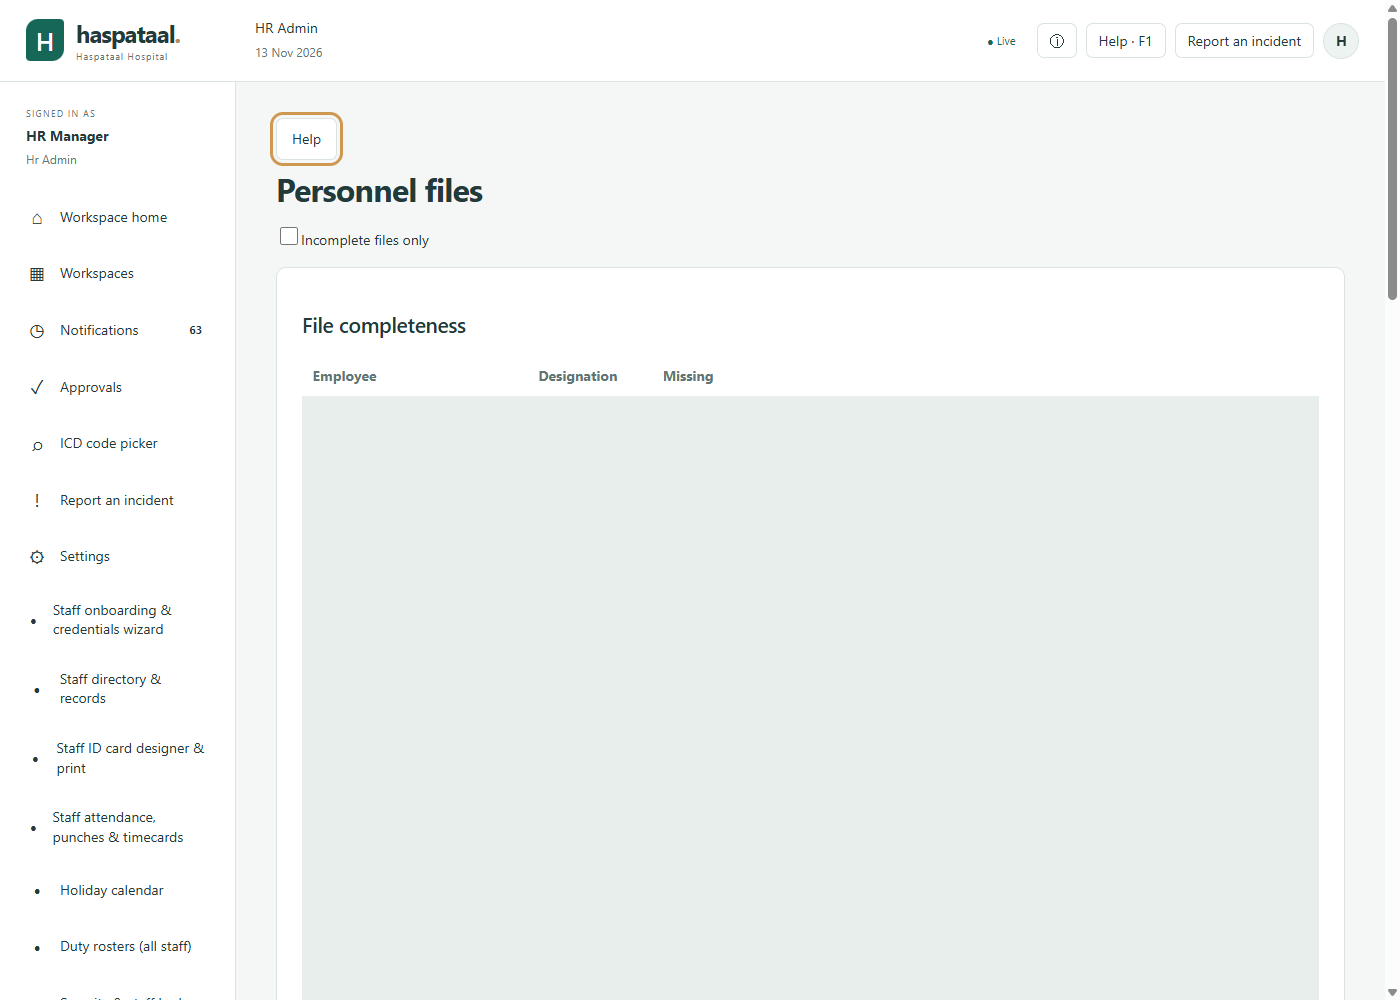 H
haspataal.
Haspataal Hospital
HR Admin
13 Nov 2026
● Live
Help · F1
Report an incident
H
SIGNED IN AS
HR Manager
Hr Admin
Workspace home
Workspaces
Notifications 63
Approvals
ICD code picker
! Report an incident
Settings
• Staff onboarding &
credentials wizard
• Staff directory &
records
• Staff ID card designer &
print
• Staff attendance,
punches & timecards
• Holiday calendar
• Duty rosters (all staff)
Help
Personnel files
Incomplete files only
File completeness
Employee Designation Missing